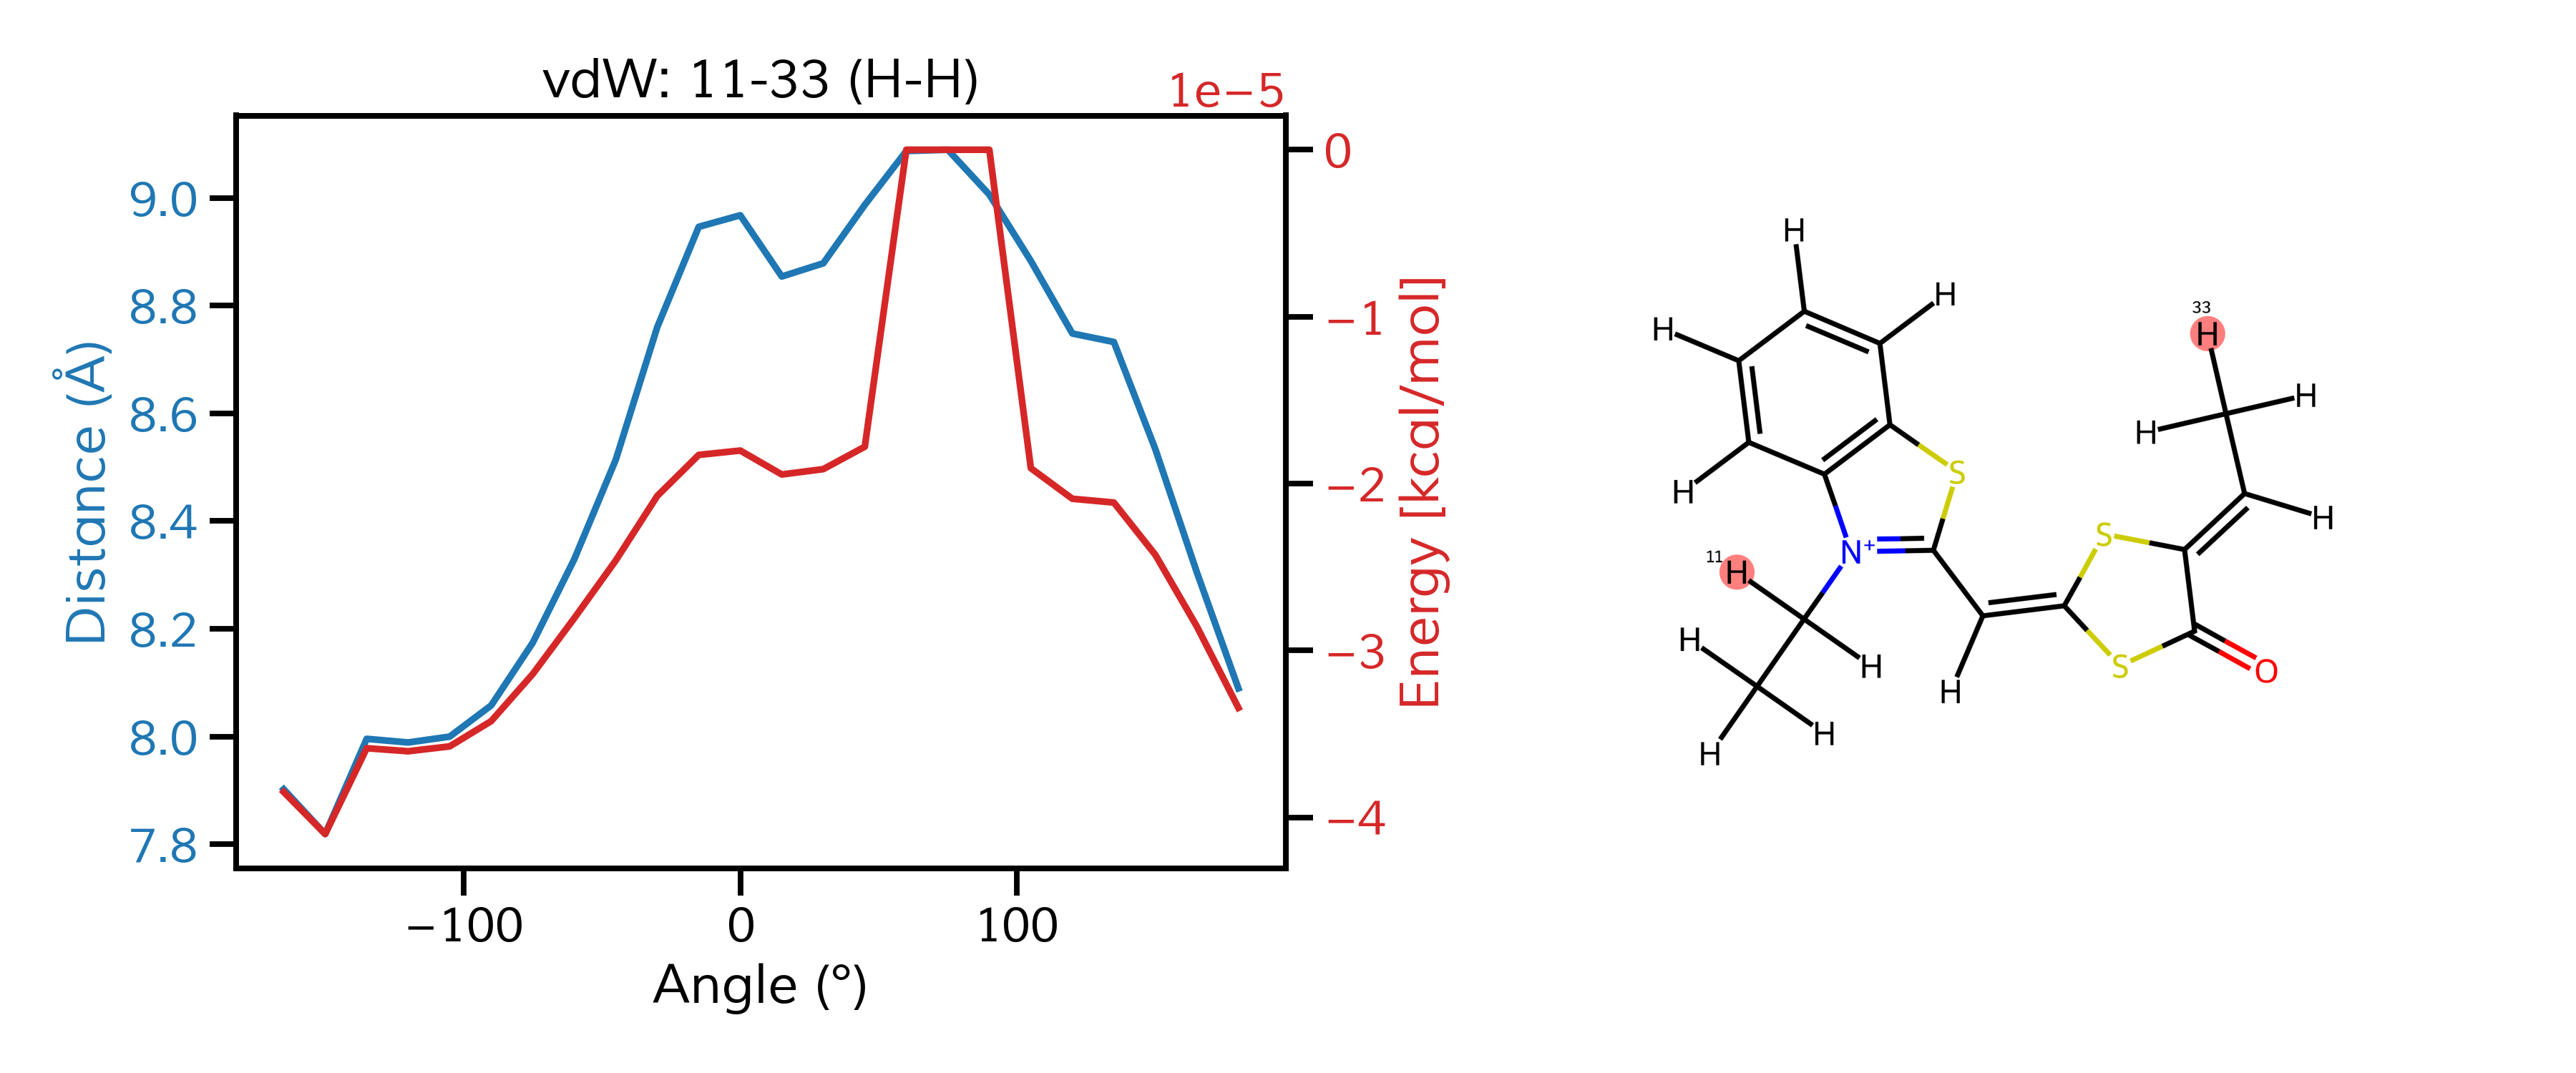 vdW: 11-33 (H-H)
1e−5
Distance (Å)
9.0
8.8
8.6
8.4
8.2
8.0
7.8
0
−1
−2
−3
−4
Energy [kcal/mol]
−100
0
100
Angle (°)
H
H
H
33
H
H
H
H
S
H
H
S
N+
11
H
H
H
S
O
H
H
H